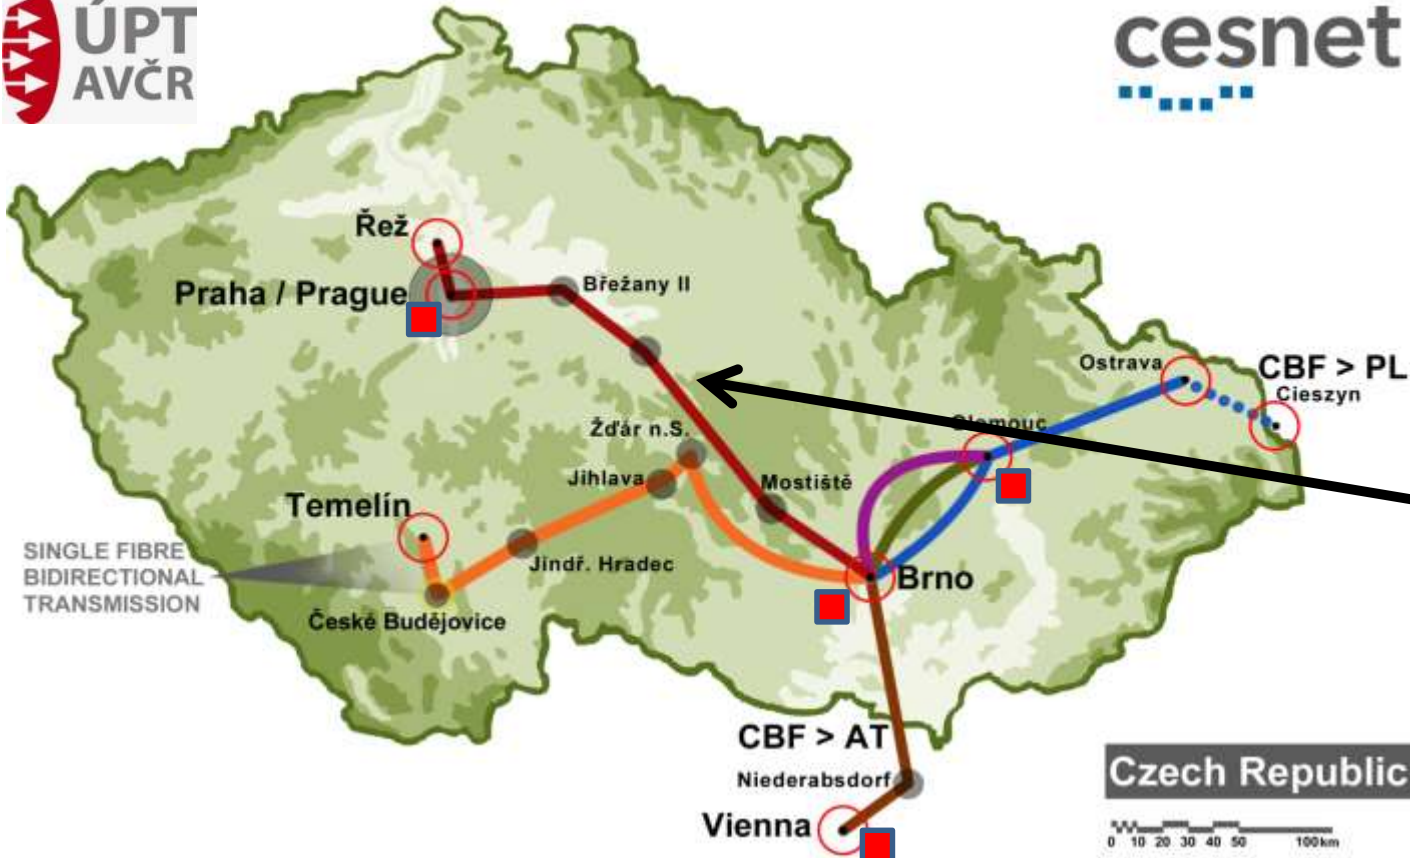 ÚPT
AVČR
cesnet
Řež
Praha / Prague
Břežany II
Ostrava
CBF > PL
Cieszyn
Olomouc
Žďár n.S.
Jihlava
Mostiště
Temelín
SINGLE FIBRE
BIDIRECTIONAL
TRANSMISSION
Jindř. Hradec
Brno
České Budějovice
CBF > AT
Niederabsdorf
Czech Republic
Vienna
0 10 20 30 40 50 100km